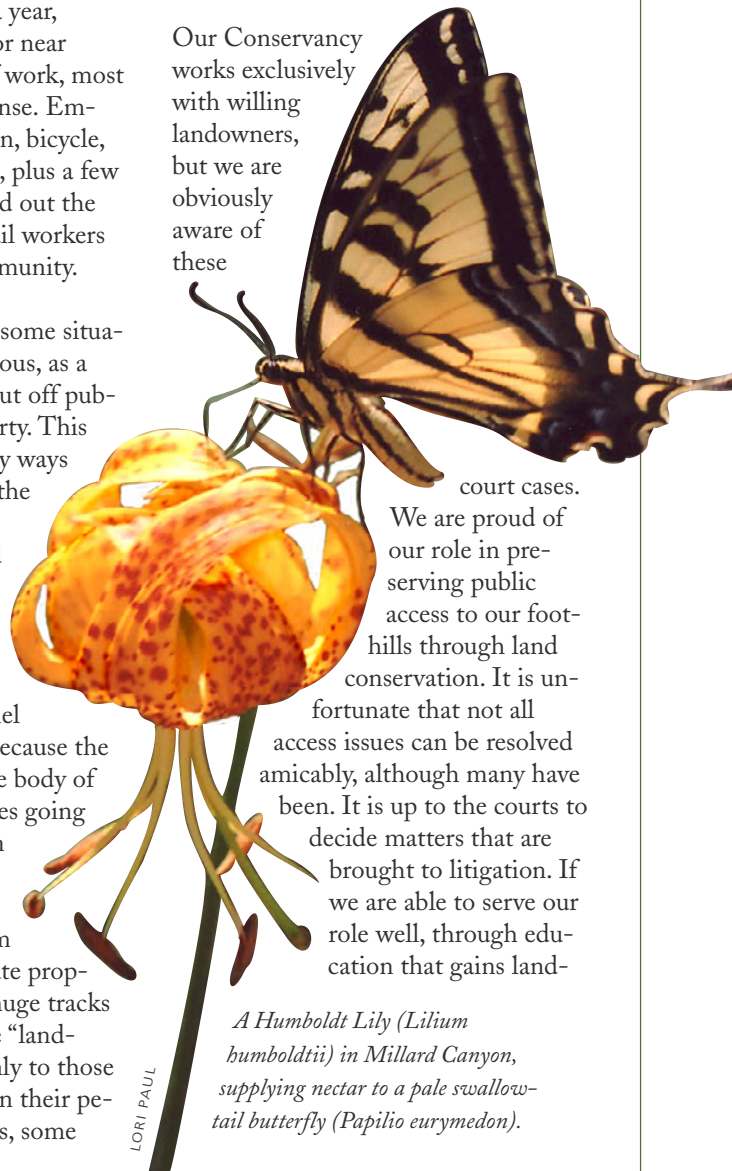 year,
or near
work, most
nse. Em-
n, bicycle,
, plus a few
d out the
il workers
munity.
some situa-
ous, as a
ut off pub-
rty. This
y ways
the
el
ecause the
e body of
es going
n
m
ate prop-
huge tracks
“land-
nly to those
n their pe-
s, some
Our Conservancy
works exclusively
with willing
landowners,
but we are
obviously
aware of
these
court cases.
We are proud of
our role in pre-
serving public
access to our foot-
hills through land
conservation. It is un-
fortunate that not all
access issues can be resolved
amicably, although many have
been. It is up to the courts to
decide matters that are
brought to litigation. If
we are able to serve our
role well, through edu-
cation that gains land-
A Humboldt Lily (Lilium
humboldtii) in Millard Canyon,
supplying nectar to a pale swallow-
tail butterfly (Papilio eurymedon).
LORI PAUL